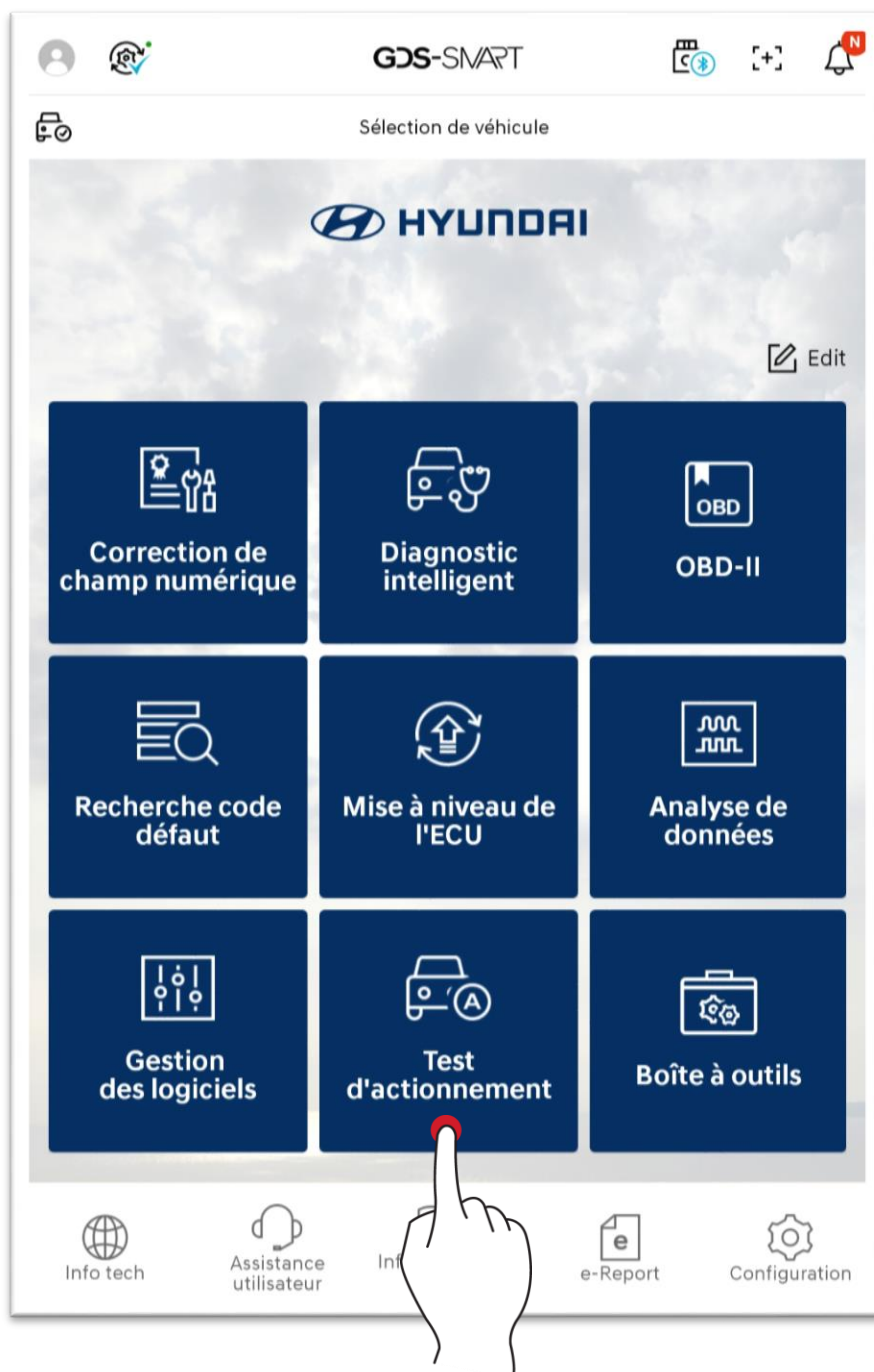 GDS-SMART
N
Sélection de véhicule
HYUNDAI
Edit
Correction de
champ numérique
Diagnostic
intelligent
OBD
OBD-II
Recherche code
défaut
Mise à niveau de
l'ECU
Analyse de
données
Gestion
des logiciels
A
Test
d'actionnement
Boîte à outils
Info tech
Assistance
utilisateur
e
e-Report
Configuration